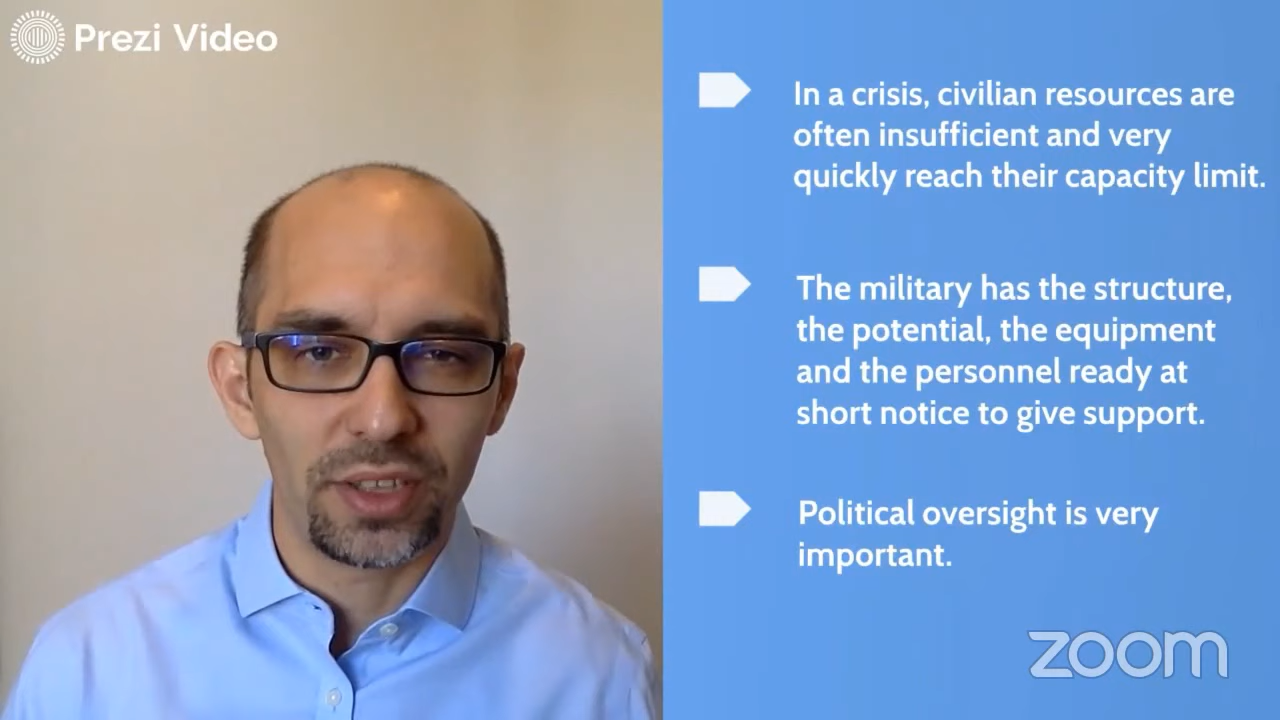 Prezi Video
In a crisis, civilian resources are
often insufficient and very
quickly reach their capacity limit.
The military has the structure,
the potential, the equipment
and the personnel ready at
short notice to give support.
Political oversight is very
important.
zoom